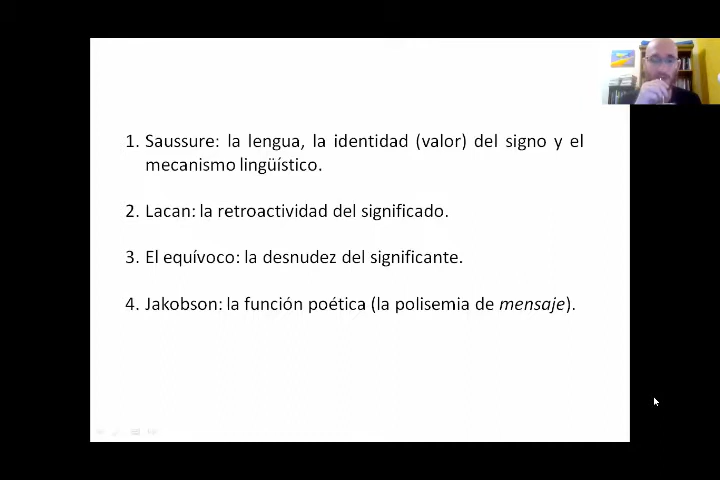 1. Saussure: la lengua, la identidad (valor) del signo y el
mecanismo lingüístico.
2. Lacan: la retroactividad del significado.
3. El equívoco: la desnudez del significante.
4. Jakobson: la función poética (la polisemia de mensaje).